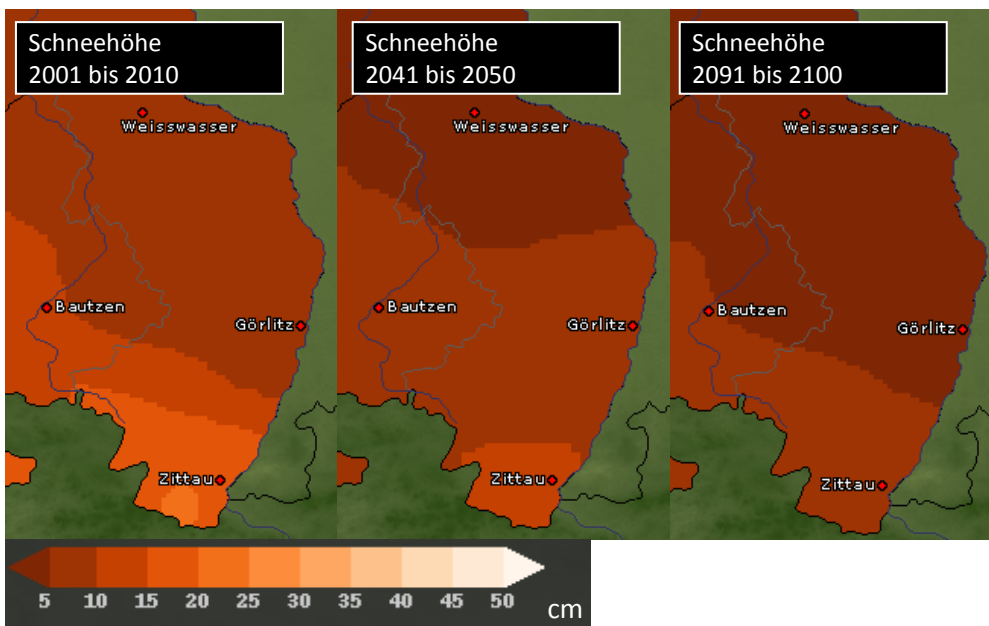 Schneehöhe
2001 bis 2010
Schneehöhe
2041 bis 2050
Schneehöhe
2091 bis 2100
Weisswasser
Bautzen
Görlitz
Zittau
Weisswasser
Bautzen
Görlitz
Zittau
Weisswasser
Bautzen
Görlitz
Zittau
5 10 15 20 25 30 35 40 45 50 cm